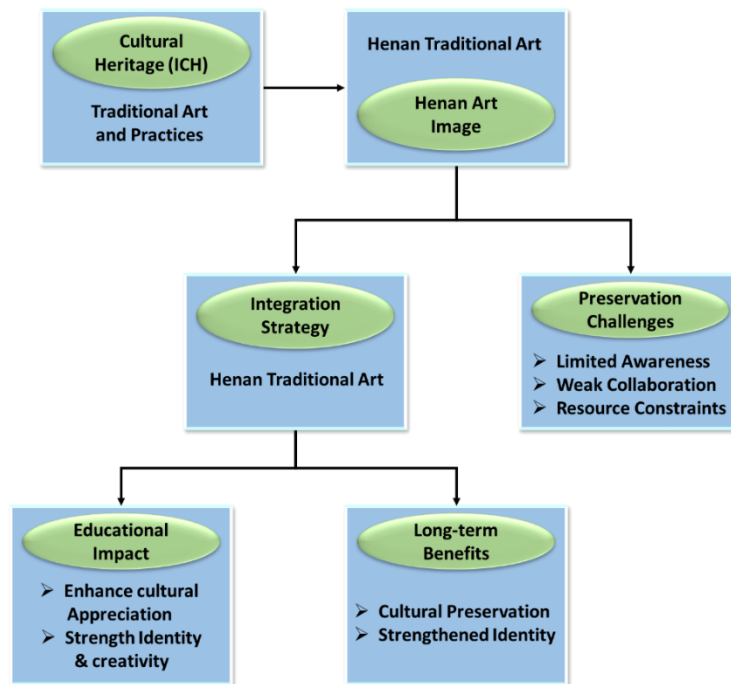 Cultural
Heritage (ICH)
Traditional Art
and Practices
Henan Traditional Art
Henan Art
Image
Integration
Strategy
Henan Traditional Art
Preservation
Challenges
➢ Limited Awareness
➢ Weak Collaboration
➢ Resource Constraints
Educational
Impact
➢ Enhance cultural
Appreciation
➢ Strength Identity
& creativity
Long-term
Benefits
➢ Cultural Preservation
➢ Strengthened Identity